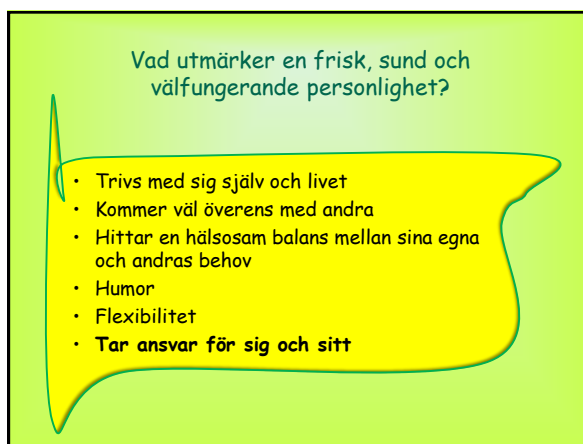 Vad utmärker en frisk, sund och
välfungerande personlighet?
• Trivs med sig själv och livet
• Kommer väl överens med andra
• Hittar en hälsosam balans mellan sina egna
och andras behov
• Humor
• Flexibilitet
• Tar ansvar för sig och sitt